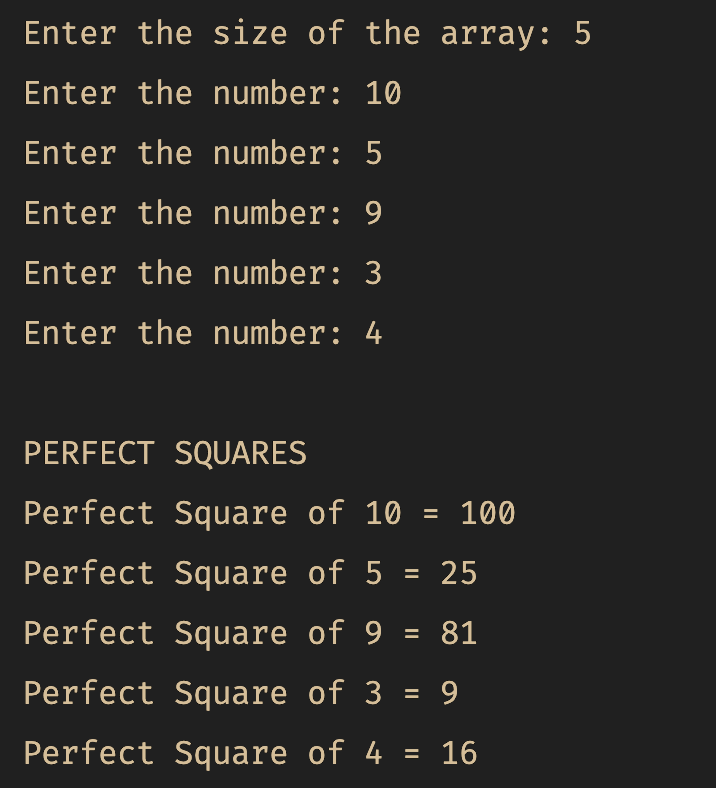 Enter the size of the array: 5
Enter the number: 10
Enter the number: 5
Enter the number: 9
Enter the number: 3
Enter the number: 4
PERFECT SQUARES
Perfect Square of 10 = 100
Perfect Square of 5 = 25
Perfect Square of 9 = 81
Perfect Square of 3 = 9
Perfect Square of 4 = 16